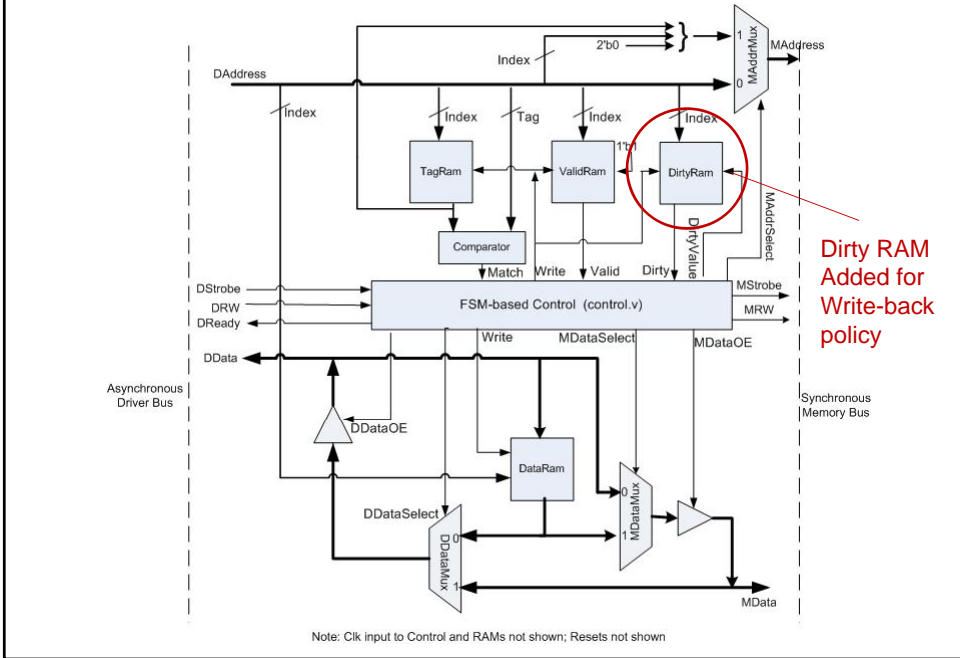 1
MAddrMux
MAddress
2'b0
}
Index
DAddress
0
Index
Index
Tag
Index
Index
1'b1
TagRam
ValidRam
DirtyRam
MAddrSelect
DirtyValue
Comparator
Match
Write
Valid
Dirty
Dirty RAM
Added for
Write-back
policy
DStrobe
DRW
DReady
FSM-based Control (control.v)
MStrobe
MRW
Write
MDataSelect
MDataOE
DData
Asynchronous
Driver Bus
Synchronous
Memory Bus
DDataOE
DataRam
0
MDataMux
1
DDataSelect
0
DDataMux
1
MData
Note: Clk input to Control and RAMs not shown; Resets not shown